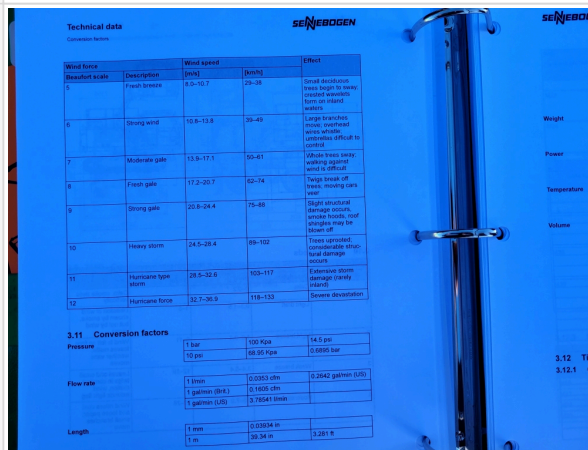 Technical data
SENNEBOGEN
Conversion factors
Wind force Wind speed Effect
Beaufort scale Description [m/s] [km/h]
5 Fresh breeze 8.0–10.7 29–38 Small deciduous
trees begin to sway;
crested wavelets
form on inland
waters
6 Strong wind 10.8–13.8 39–49 Large branches
move; overhead
wires whistle;
umbrellas difficult to
control
7 Moderate gale 13.9–17.1 50–61 Whole trees sway;
walking against
wind is difficult
8 Fresh gale 17.2–20.7 62–74 Twigs break off
trees; moving cars
veer
9 Strong gale 20.8–24.4 75–88 Slight structural
damage occurs;
smoke hoods, roof
shingles may be
blown off
10 Heavy storm 24.5–28.4 89–102 Trees uprooted;
considerable struc-
tural damage
occurs
11 Hurricane type
storm 28.5–32.6 103–117 Extensive storm
damage (rarely
inland)
12 Hurricane force 32.7–36.9 118–133 Severe devastation
3.11 Conversion factors
Pressure
1 bar 100 Kpa 14.5 psi
10 psi 68.95 Kpa 0.6895 bar
Flow rate
1 l/min 0.0353 cfm 0.2642 gal/min (US)
1 gal/min (Brit.) 0.1605 cfm
1 gal/min (US) 3.78541 l/min
Length
1 mm 0.03934 in
1 m 39.34 in 3.281 ft
Weight
Power
Temperature
Volume
3.12
3.12.1